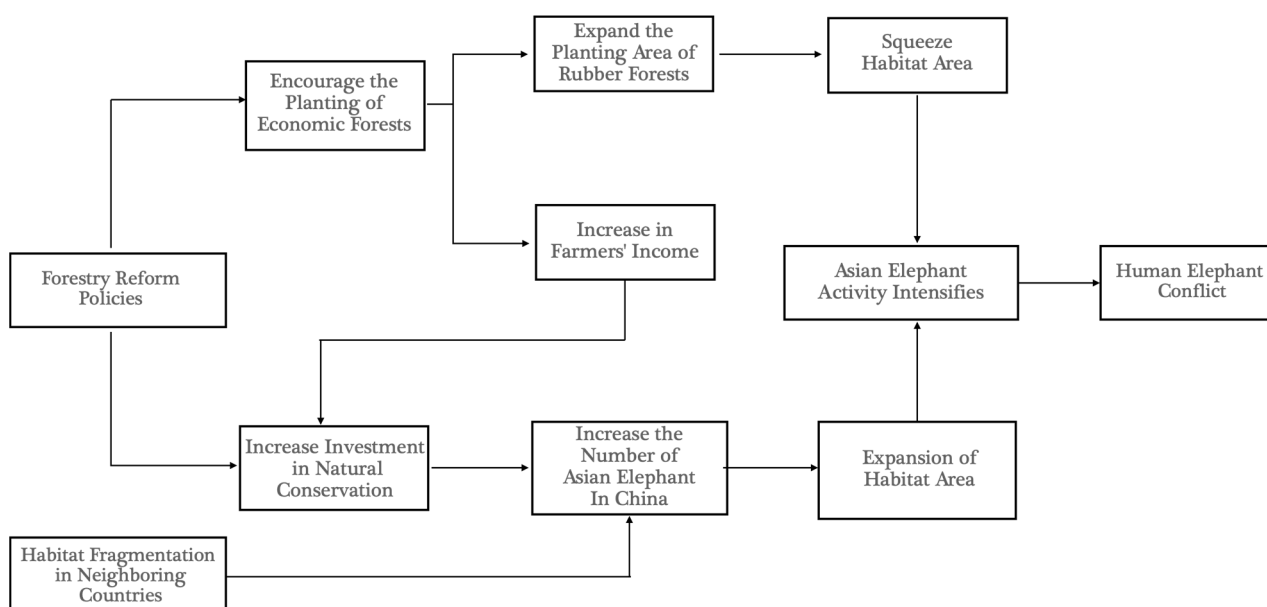 Expand the
Planting Area of
Rubber Forests
Squeeze
Habitat Area
Encourage the
Planting of
Economic Forests
Increase in
Farmers' Income
Forestry Reform
Policies
Asian Elephant
Activity Intensifies
Human Elephant
Conflict
Increase Investment
in Natural
Conservation
Increase the
Number of
Asian Elephant
In China
Expansion of
Habitat Area
Habitat Fragmentation
in Neighboring
Countries